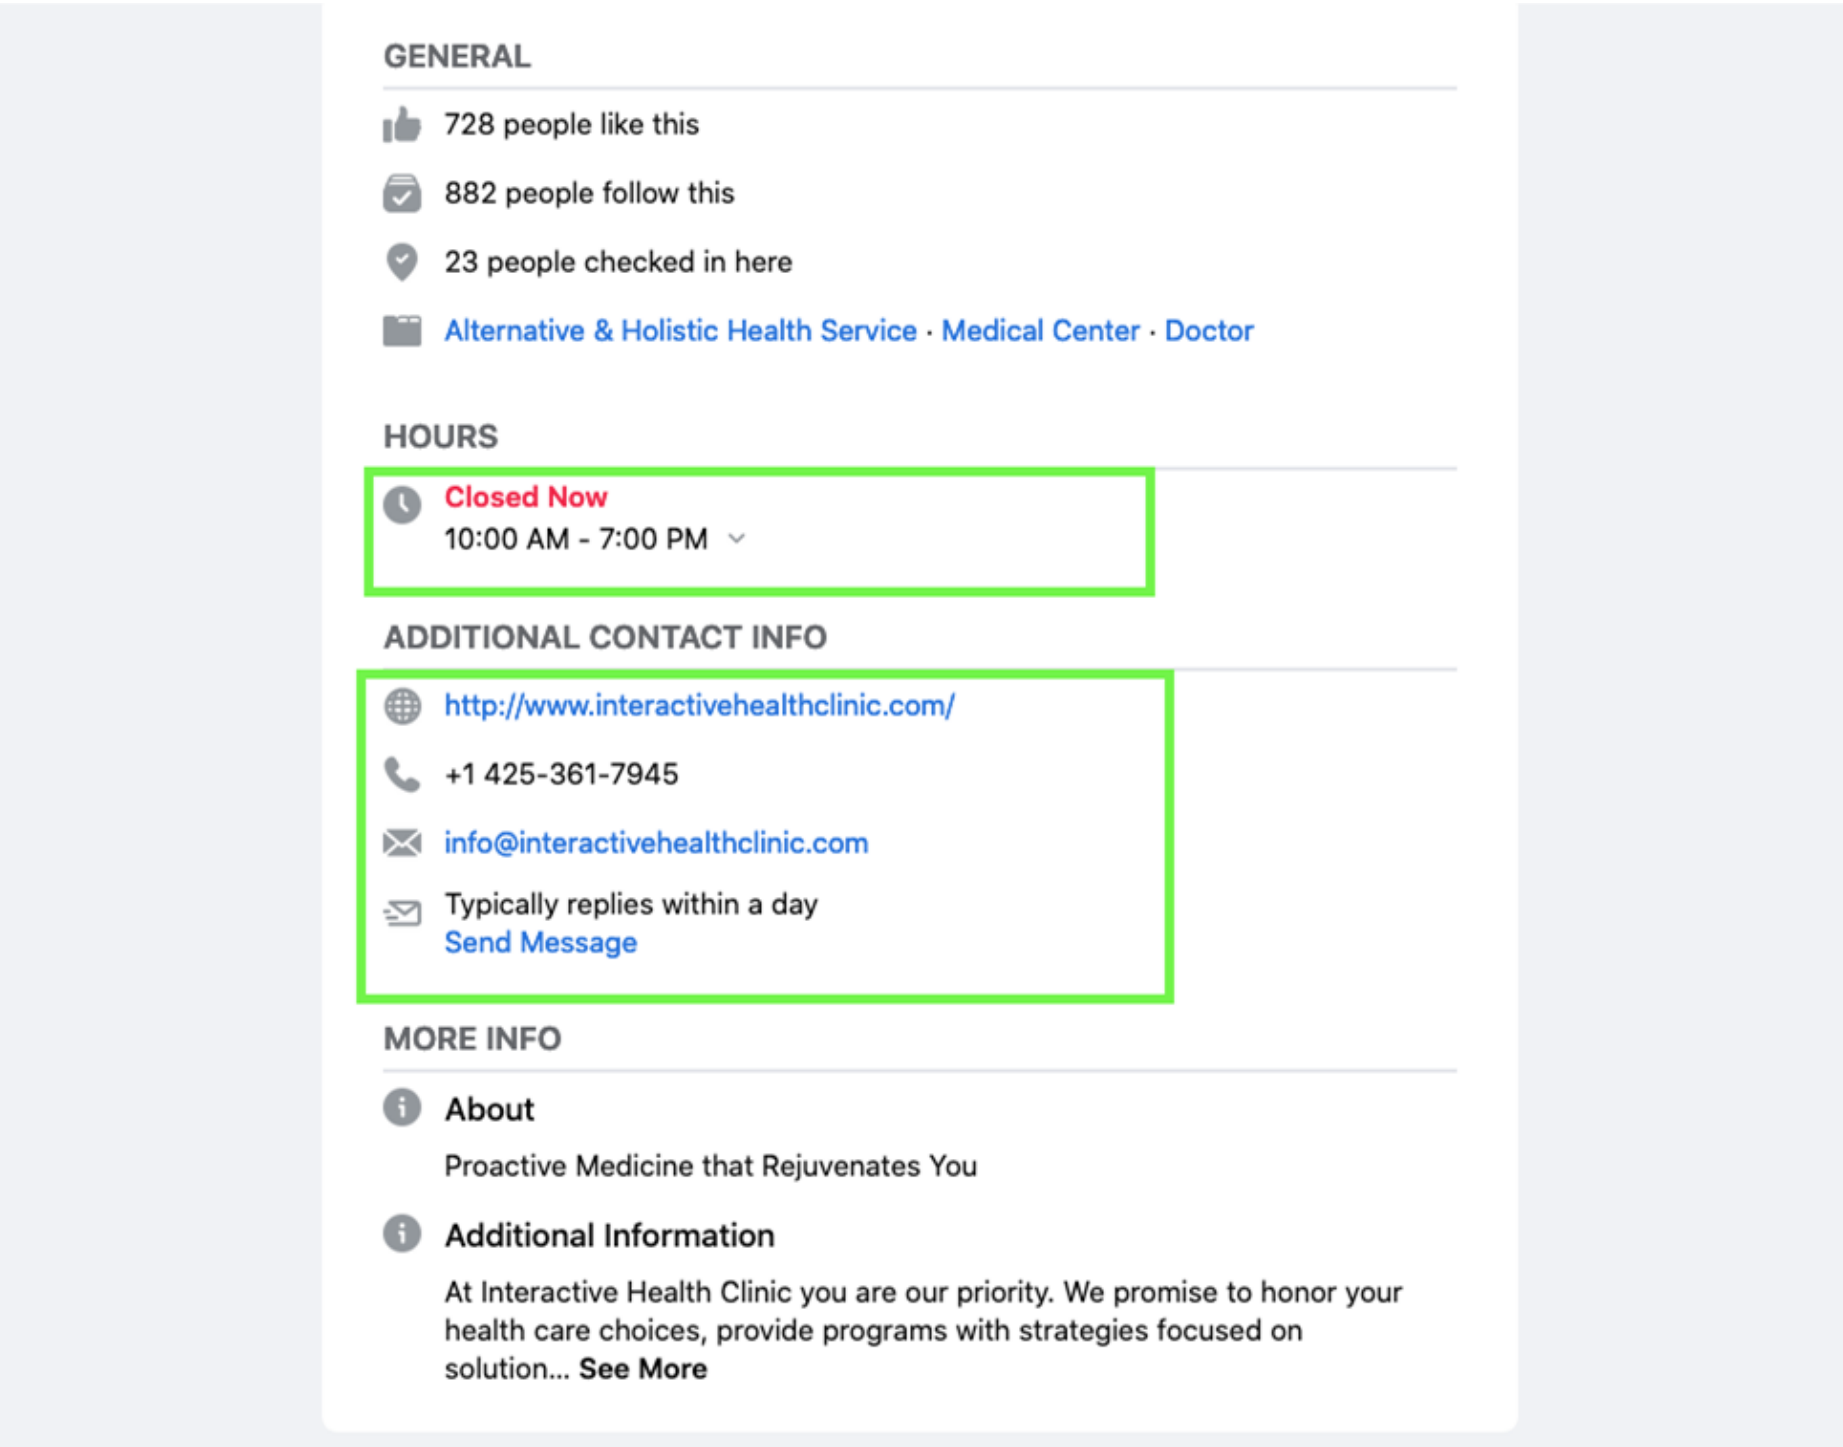 GENERAL
728 people like this
882 people follow this
23 people checked in here
Alternative & Holistic Health Service · Medical Center · Doctor
HOURS
Closed Now
10:00 AM - 7:00 PM
ADDITIONAL CONTACT INFO
http://www.interactivehealthclinic.com/
+1 425-361-7945
info@interactivehealthclinic.com
Typically replies within a day
Send Message
MORE INFO
About
Proactive Medicine that Rejuvenates You
Additional Information
At Interactive Health Clinic you are our priority. We promise to honor your
health care choices, provide programs with strategies focused on
solution... See More